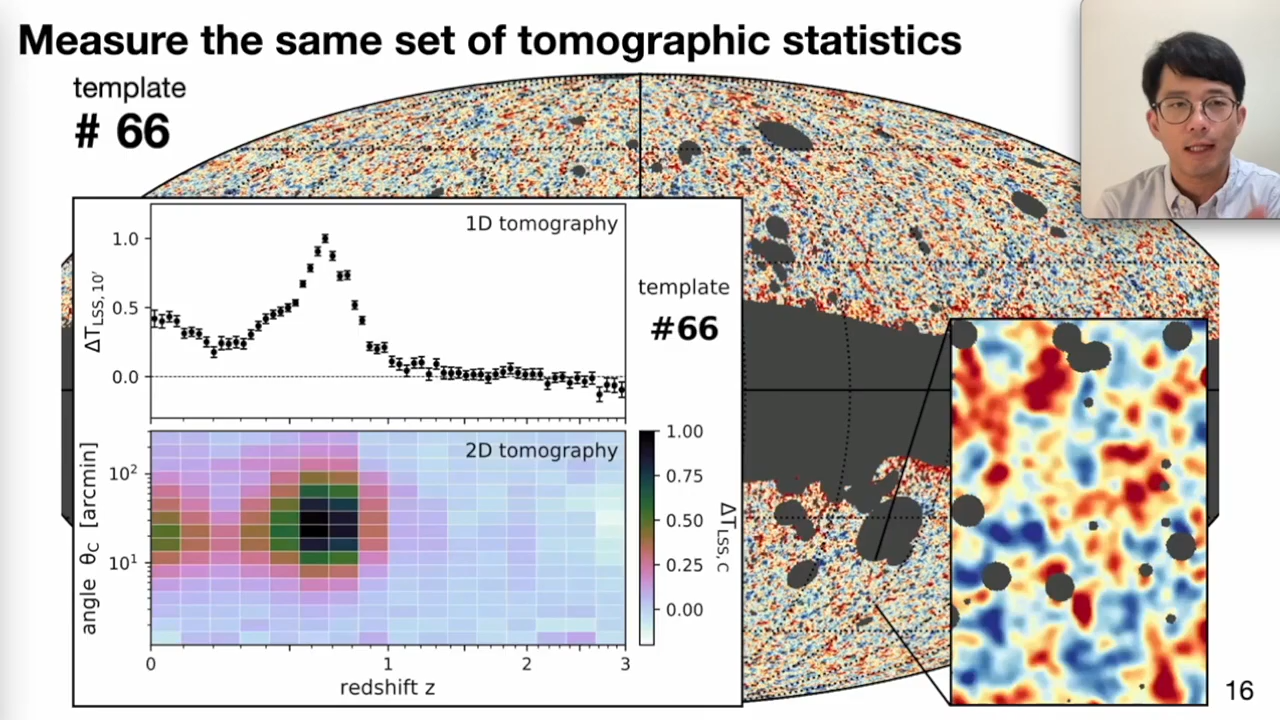 Measure the same set of tomographic statistics
template
# 66
1D tomography
1.0
0.5
0.0
ΔT_LSS,10′
template
#66
2D tomography
10²
10¹
angle θ_C [arcmin]
1.00
0.75
0.50
0.25
0.00
ΔT_LSS,C
0 1 2 3
redshift z
16